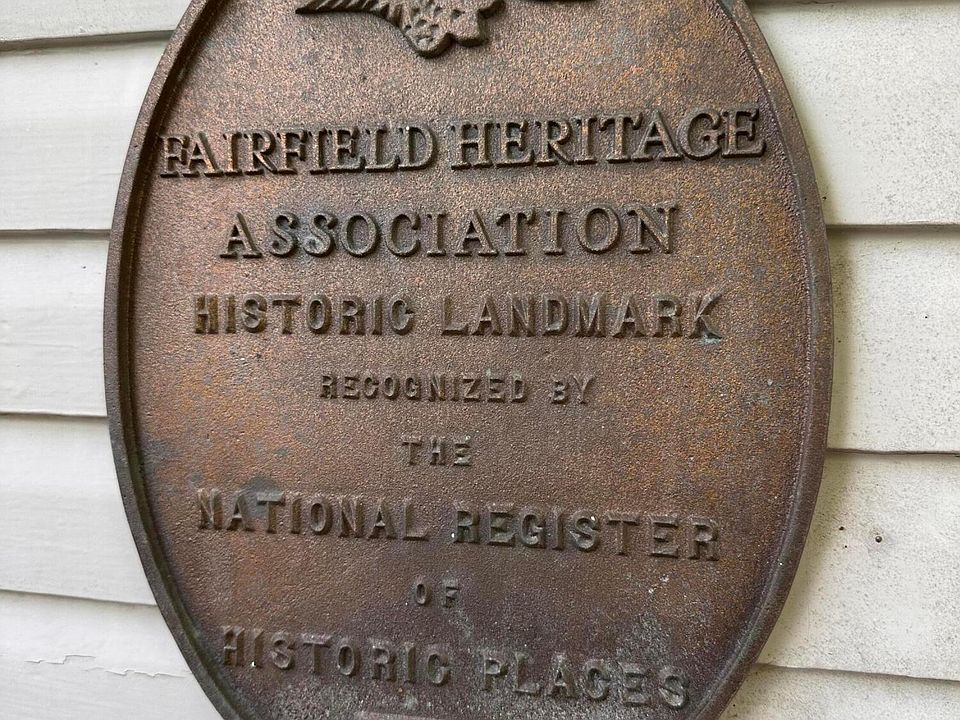 FAIRFIELD HERITAGE
ASSOCIATION
HISTORIC LANDMARK
RECOGNIZED BY
THE
NATIONAL REGISTER
OF
HISTORIC PLACES